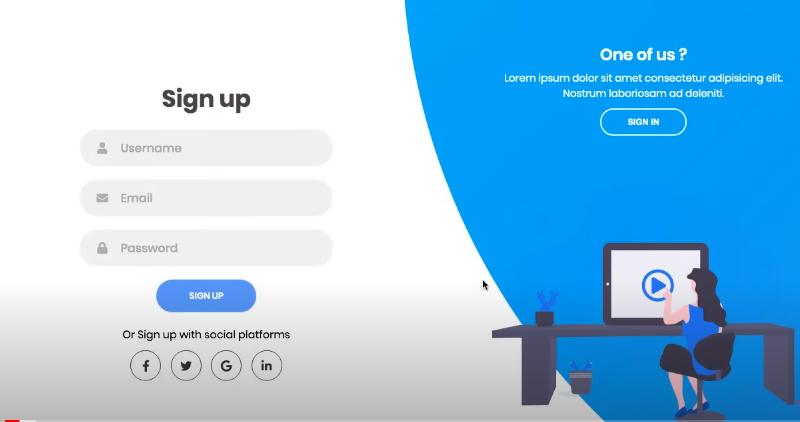 Sign up
Username
Email
Password
SIGN UP
Or Sign up with social platforms
One of us ?
Lorem ipsum dolor sit amet consectetur adipisicing elit.
Nostrum laboriosam ad deleniti.
SIGN IN